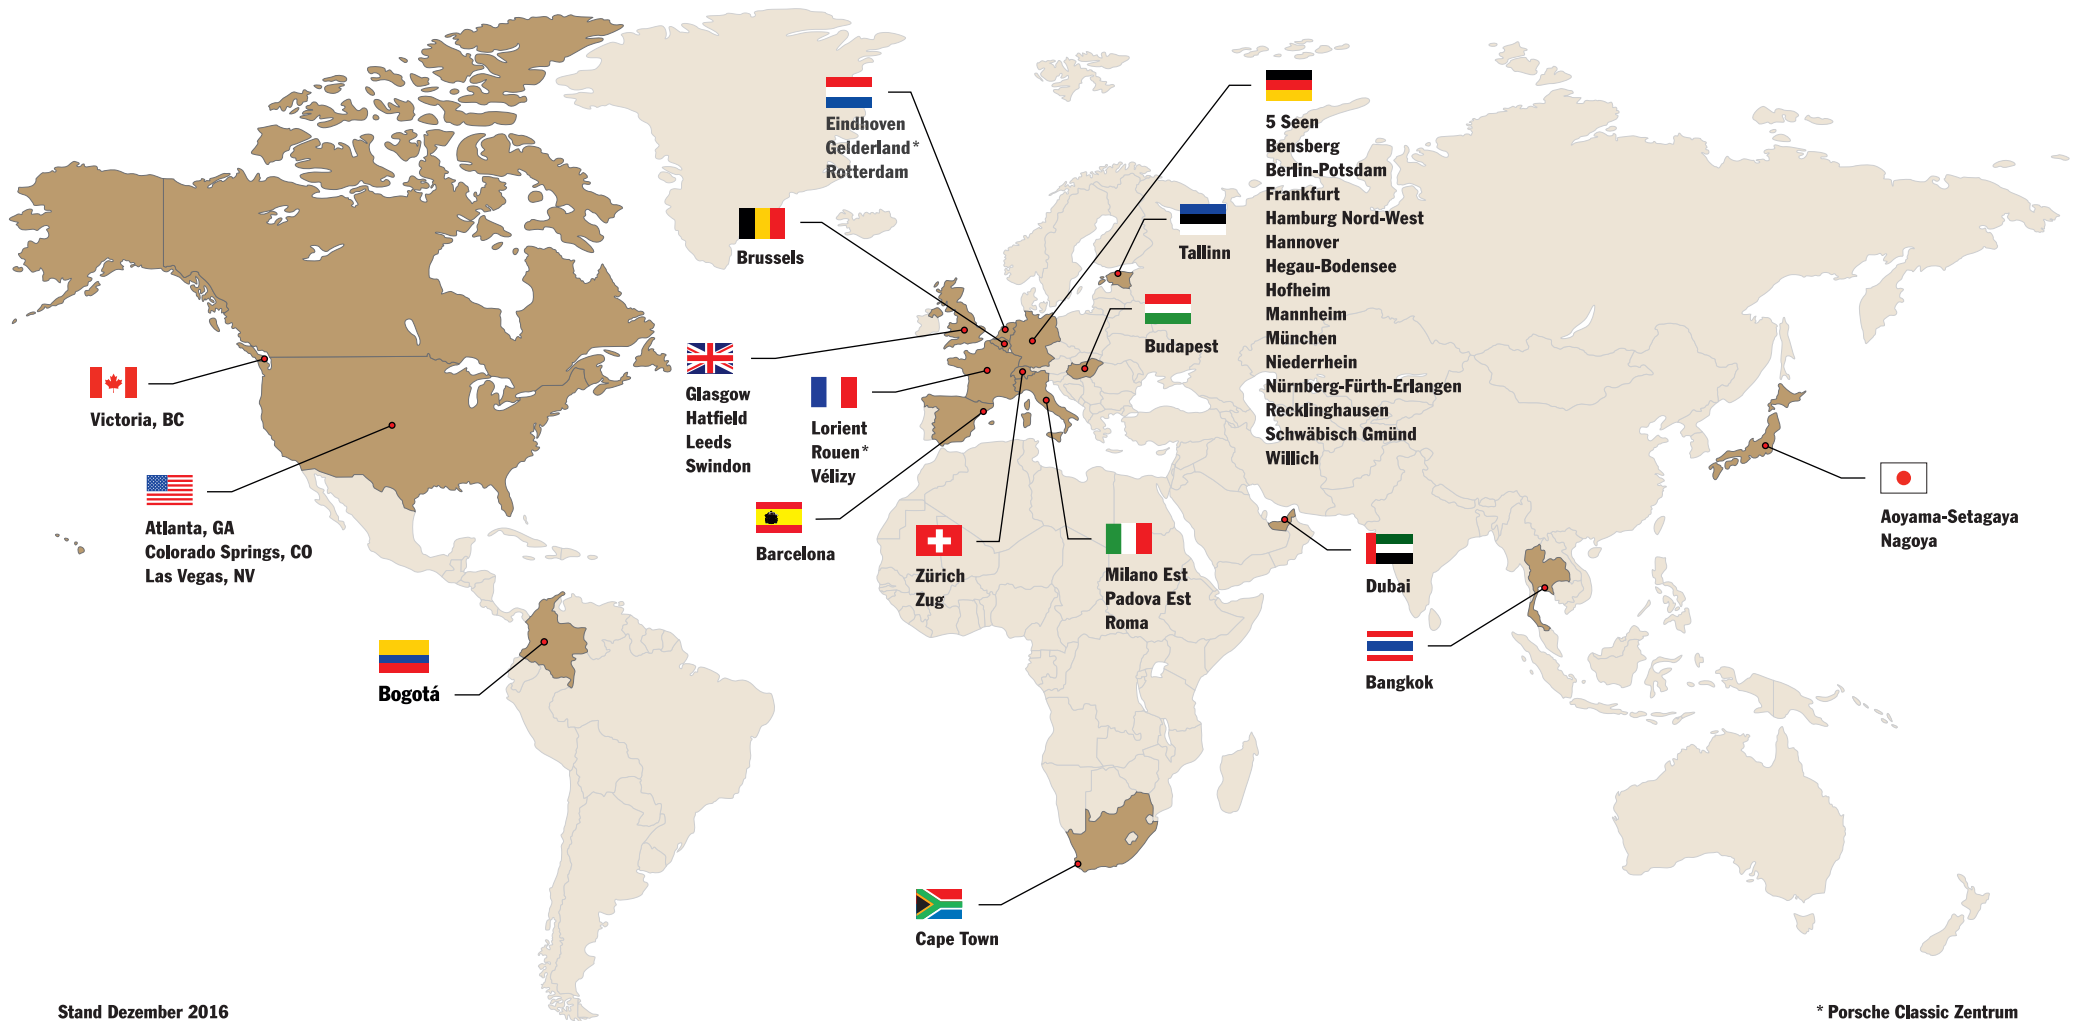 Eindhoven
Gelderland*
Rotterdam
Brussels
Tallinn
Budapest
5 Seen
Bensberg
Berlin-Potsdam
Frankfurt
Hamburg Nord-West
Hannover
Hegau-Bodensee
Hofheim
Mannheim
München
Niederrhein
Nürnberg-Fürth-Erlangen
Recklinghausen
Schwäbisch Gmünd
Willich
Victoria, BC
Atlanta, GA
Colorado Springs, CO
Las Vegas, NV
Glasgow
Hatfield
Leeds
Swindon
Lorient
Rouen*
Vélizy
Barcelona
Zürich
Zug
Milano Est
Padova Est
Roma
Dubai
Bangkok
Aoyama-Setagaya
Nagoya
Bogotá
Cape Town
Stand Dezember 2016
* Porsche Classic Zentrum